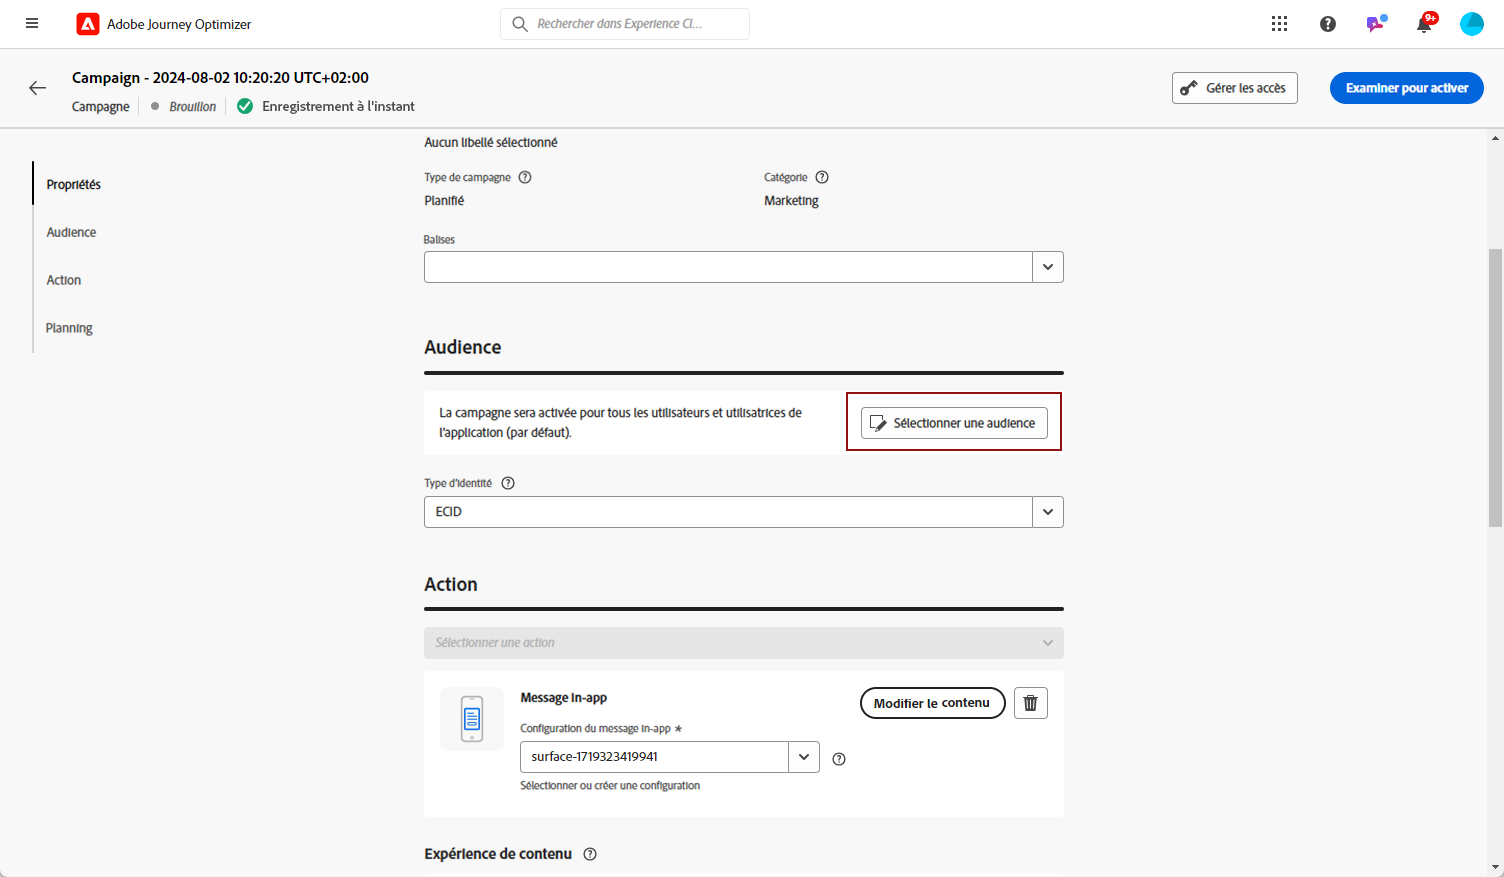 Adobe Journey Optimizer
Rechercher dans Experience Cl...
9+
Campaign - 2024-08-02 10:20:20 UTC+02:00
Campagne
Brouillon
Enregistrement à l'instant
Gérer les accès
Examiner pour activer
Propriétés
Audience
Action
Planning
Aucun libellé sélectionné
Type de campagne
Catégorie
Planifié
Marketing
Balises
Audience
La campagne sera activée pour tous les utilisateurs et utilisatrices de
l'application (par défaut).
Sélectionner une audience
Type d'identité
ECID
Action
Sélectionner une action
Message In-app
Modifier le contenu
Configuration du message in-app *
surface-1719323419941
Sélectionner ou créer une configuration
Expérience de contenu